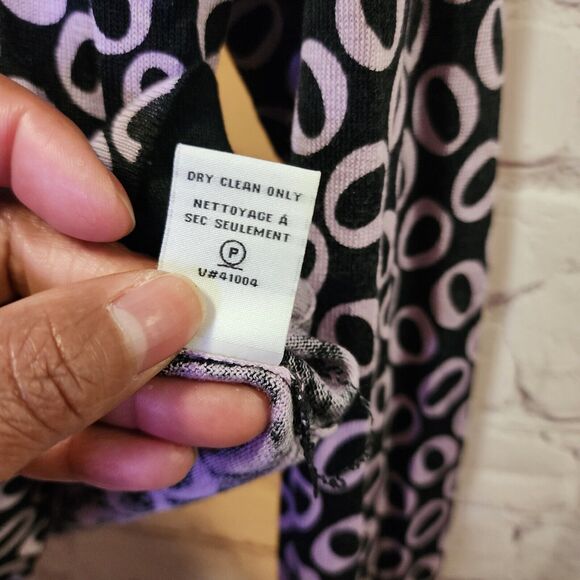 DRY CLEAN ONLY
NETTOYAGE À
SEC SEULEMENT
P
V#41004